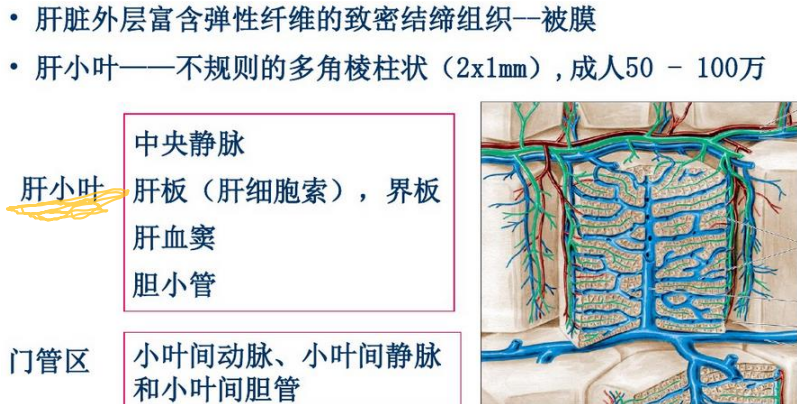 • 肝脏外层富含弹性纤维的致密结缔组织--被膜
• 肝小叶——不规则的多角棱柱状（2x1mm）,成人50 - 100万
中央静脉
肝小叶 肝板（肝细胞索），界板
肝血窦
胆小管
门管区 小叶间动脉、小叶间静脉
和小叶间胆管